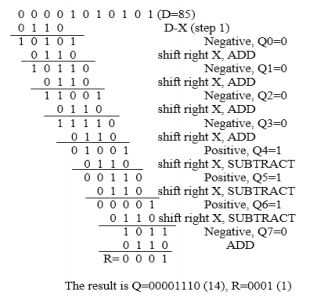 0 0 0 0 1 0 1 0 1 0 1 (D=85)
0 1 1 0 D-X (step 1)
1 0 1 0 1 Negative, Q0=0
0 1 1 0 shift right X, ADD
1 0 1 1 0 Negative, Q1=0
0 1 1 0 shift right X, ADD
1 1 0 0 1 Negative, Q2=0
0 1 1 0 shift right X, ADD
1 1 1 1 0 Negative, Q3=0
0 1 1 0 shift right X, ADD
0 1 0 0 1 Positive, Q4=1
0 1 1 0 shift right X, SUBTRACT
0 0 1 1 0 Positive, Q5=1
0 1 1 0 shift right X, SUBTRACT
0 0 0 0 1 Positive, Q6=1
0 1 1 0 shift right X, SUBTRACT
1 0 1 1 Negative, Q7=0
0 1 1 0 ADD
R= 0 0 0 1
The result is Q=00001110 (14), R=0001 (1)